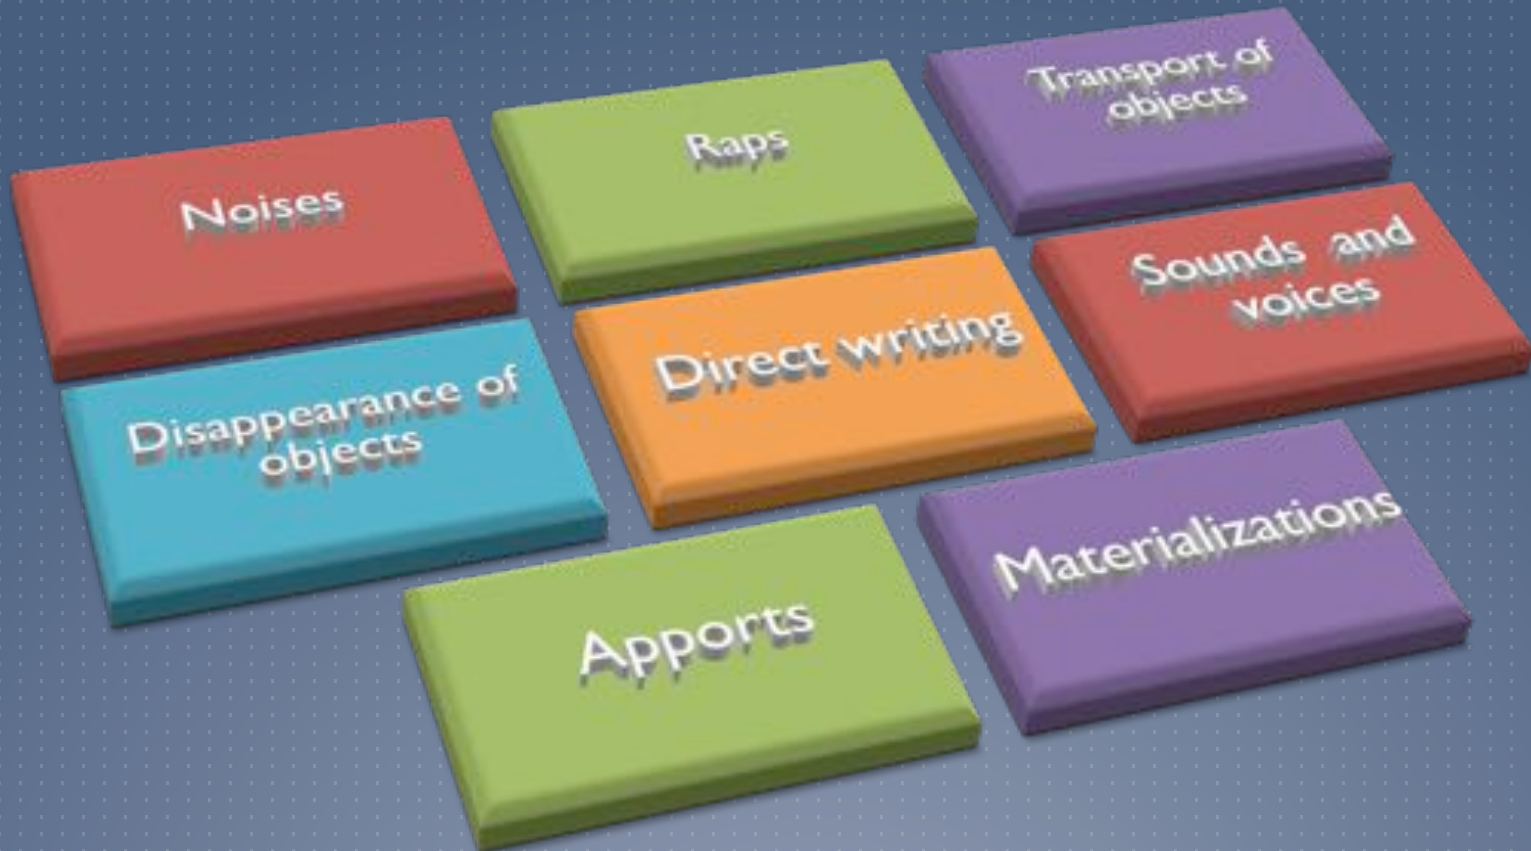 Noises
Raps
Transport of
objects
Disappearance of
objects
Direct writing
Sounds and
voices
Apports
Materializations